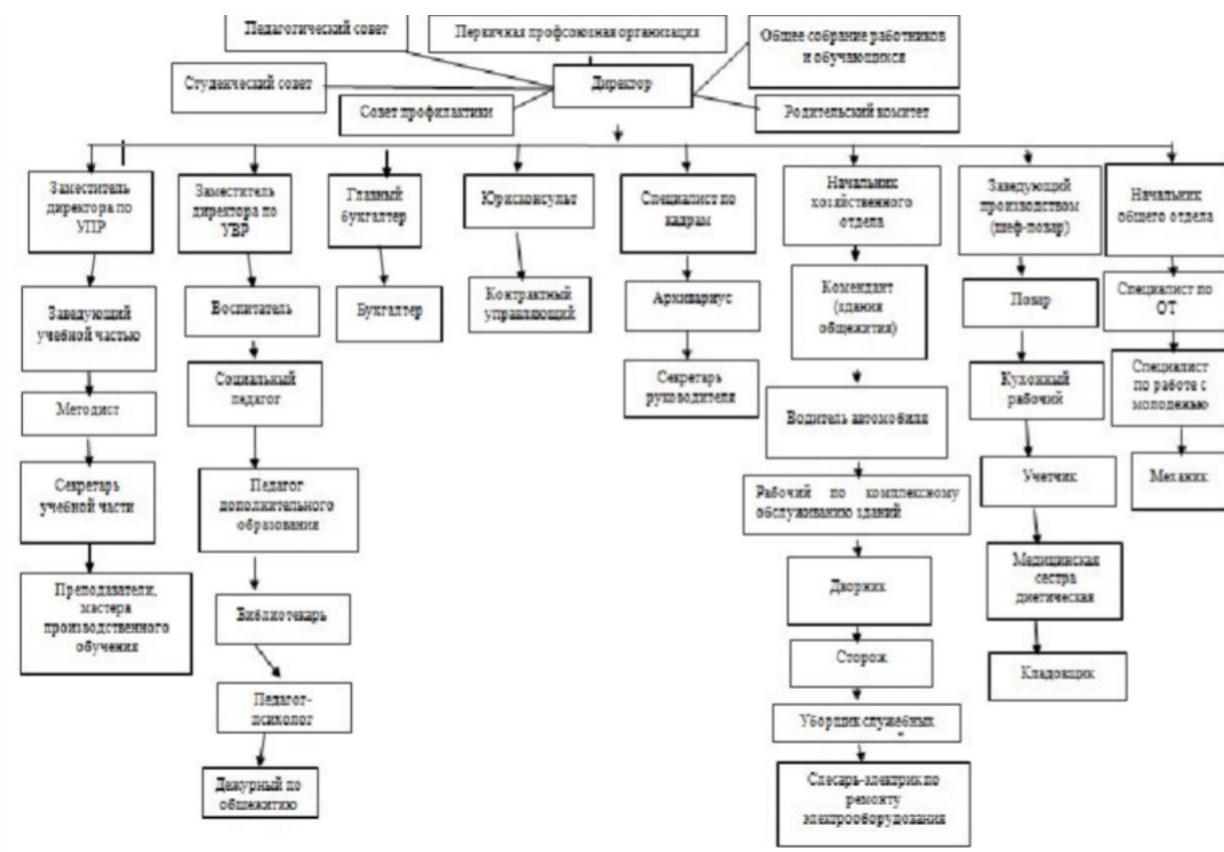 Педагогический совет
Первичная профсоюзная организация
Общее собрание работников
и обучающихся
Студенческий совет
Директор
Совет профилактики
Родительский комитет
Заместитель
директора по
УПР
Заместитель
директора по
УВР
Главный
бухгалтер
Юрисконсульт
Специалист по
кадрам
Начальник
хозяйственного
отдела
Заведующий
производством
(шеф-повар)
Начальник
общего отдела
Заведующий
учебной частью
Воспитатель
Бухгалтер
Контрактный
управляющий
Архивариус
Комендант
(здания
общежития)
Повар
Специалист по
ОТ
Методист
Социальный
педагог
Секретарь
руководителя
Водитель автомобиля
Кухонный
рабочий
Специалист
по работе с
молодежью
Секретарь
учебной части
Педагог
дополнительного
образования
Рабочий по комплексному
обслуживанию зданий
Учетчик
Механик
Преподаватели,
мастера
производственного
обучения
Библиотекарь
Дворник
Медицинская
сестра
диетическая
Сторож
Кладовщик
Педагог-
психолог
Уборщик служебных
Дежурный по
общежитию
Слесарь-электрик по
ремонту
электрооборудования